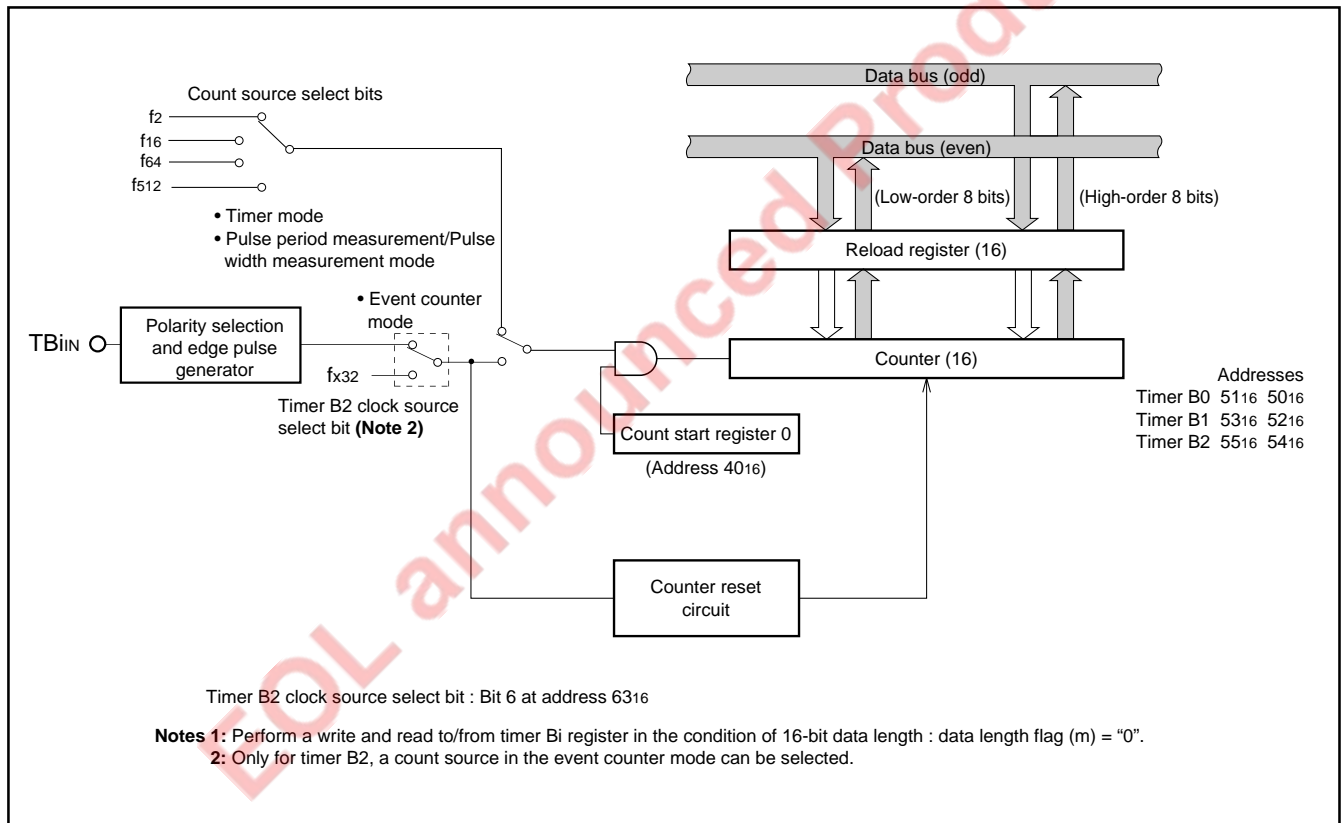 Data bus (odd)
Count source select bits
f2
f16
f64
f512
Data bus (even)
(Low-order 8 bits)
(High-order 8 bits)
• Timer mode
• Pulse period measurement/Pulse
width measurement mode
Reload register (16)
• Event counter
mode
TBiIN
Polarity selection
and edge pulse
generator
fx32
Counter (16)
Timer B2 clock source
select bit (Note 2)
Count start register 0
(Address 4016)
Addresses
Timer B0 5116 5016
Timer B1 5316 5216
Timer B2 5516 5416
Counter reset
circuit
Timer B2 clock source select bit : Bit 6 at address 6316
Notes 1: Perform a write and read to/from timer Bi register in the condition of 16-bit data length : data length flag (m) = “0”.
2: Only for timer B2, a count source in the event counter mode can be selected.
EOL announced Produ